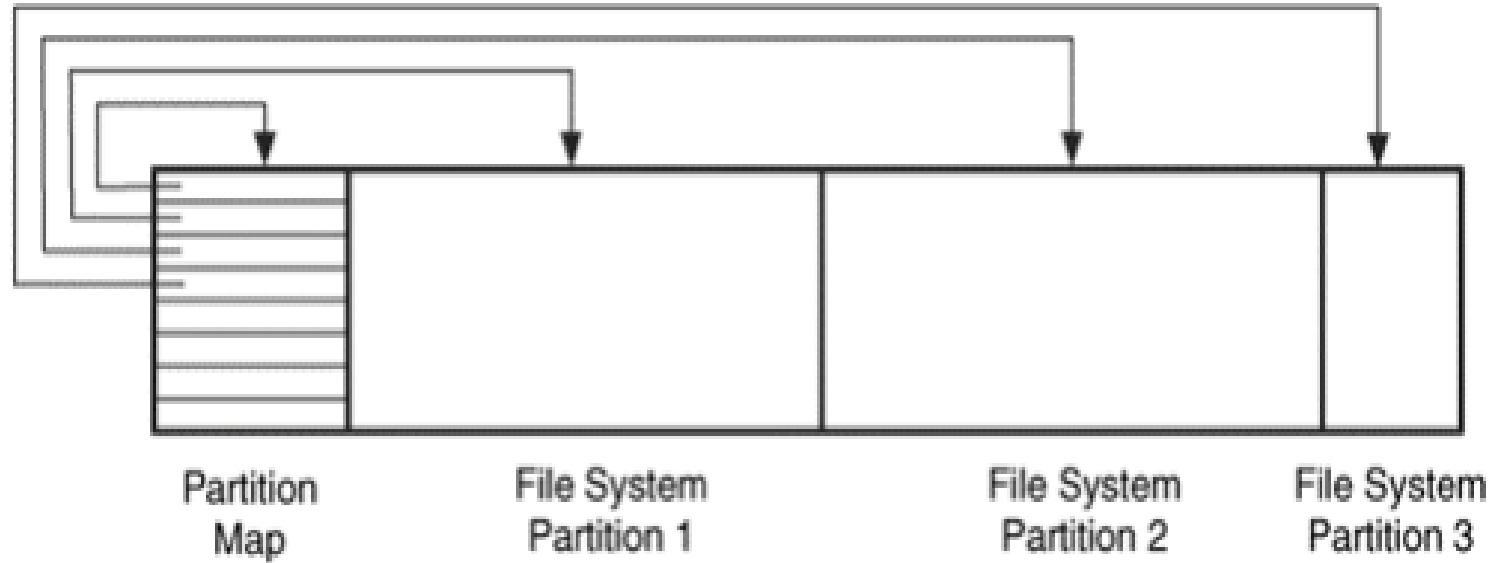 Partition
Map
File System
Partition 1
File System
Partition 2
File System
Partition 3